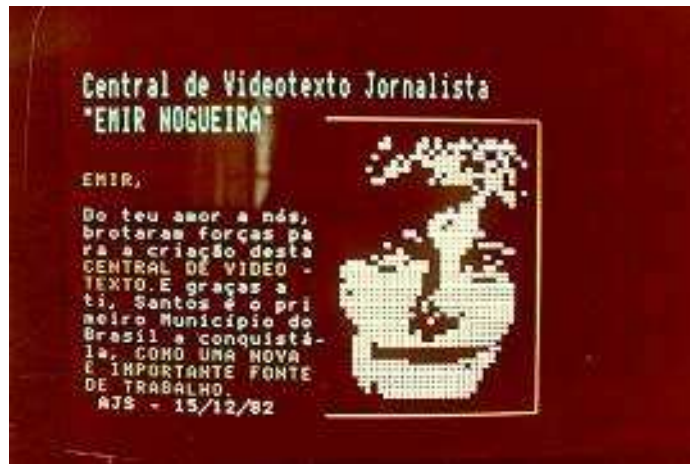 Central de Videotexto Jornalista
"EMIR NOGUEIRA"
EMIR,
Do teu amor a nós,
brotaram forças pa
ra a criação desta
CENTRAL DE VIDEO -
TEXTO.E graças a
ti, Santos é o pri
meiro Município do
Brasil a conquistá-
la, COMO UMA NOVA
E IMPORTANTE FONTE
DE TRABALHO.
AJS - 15/12/82